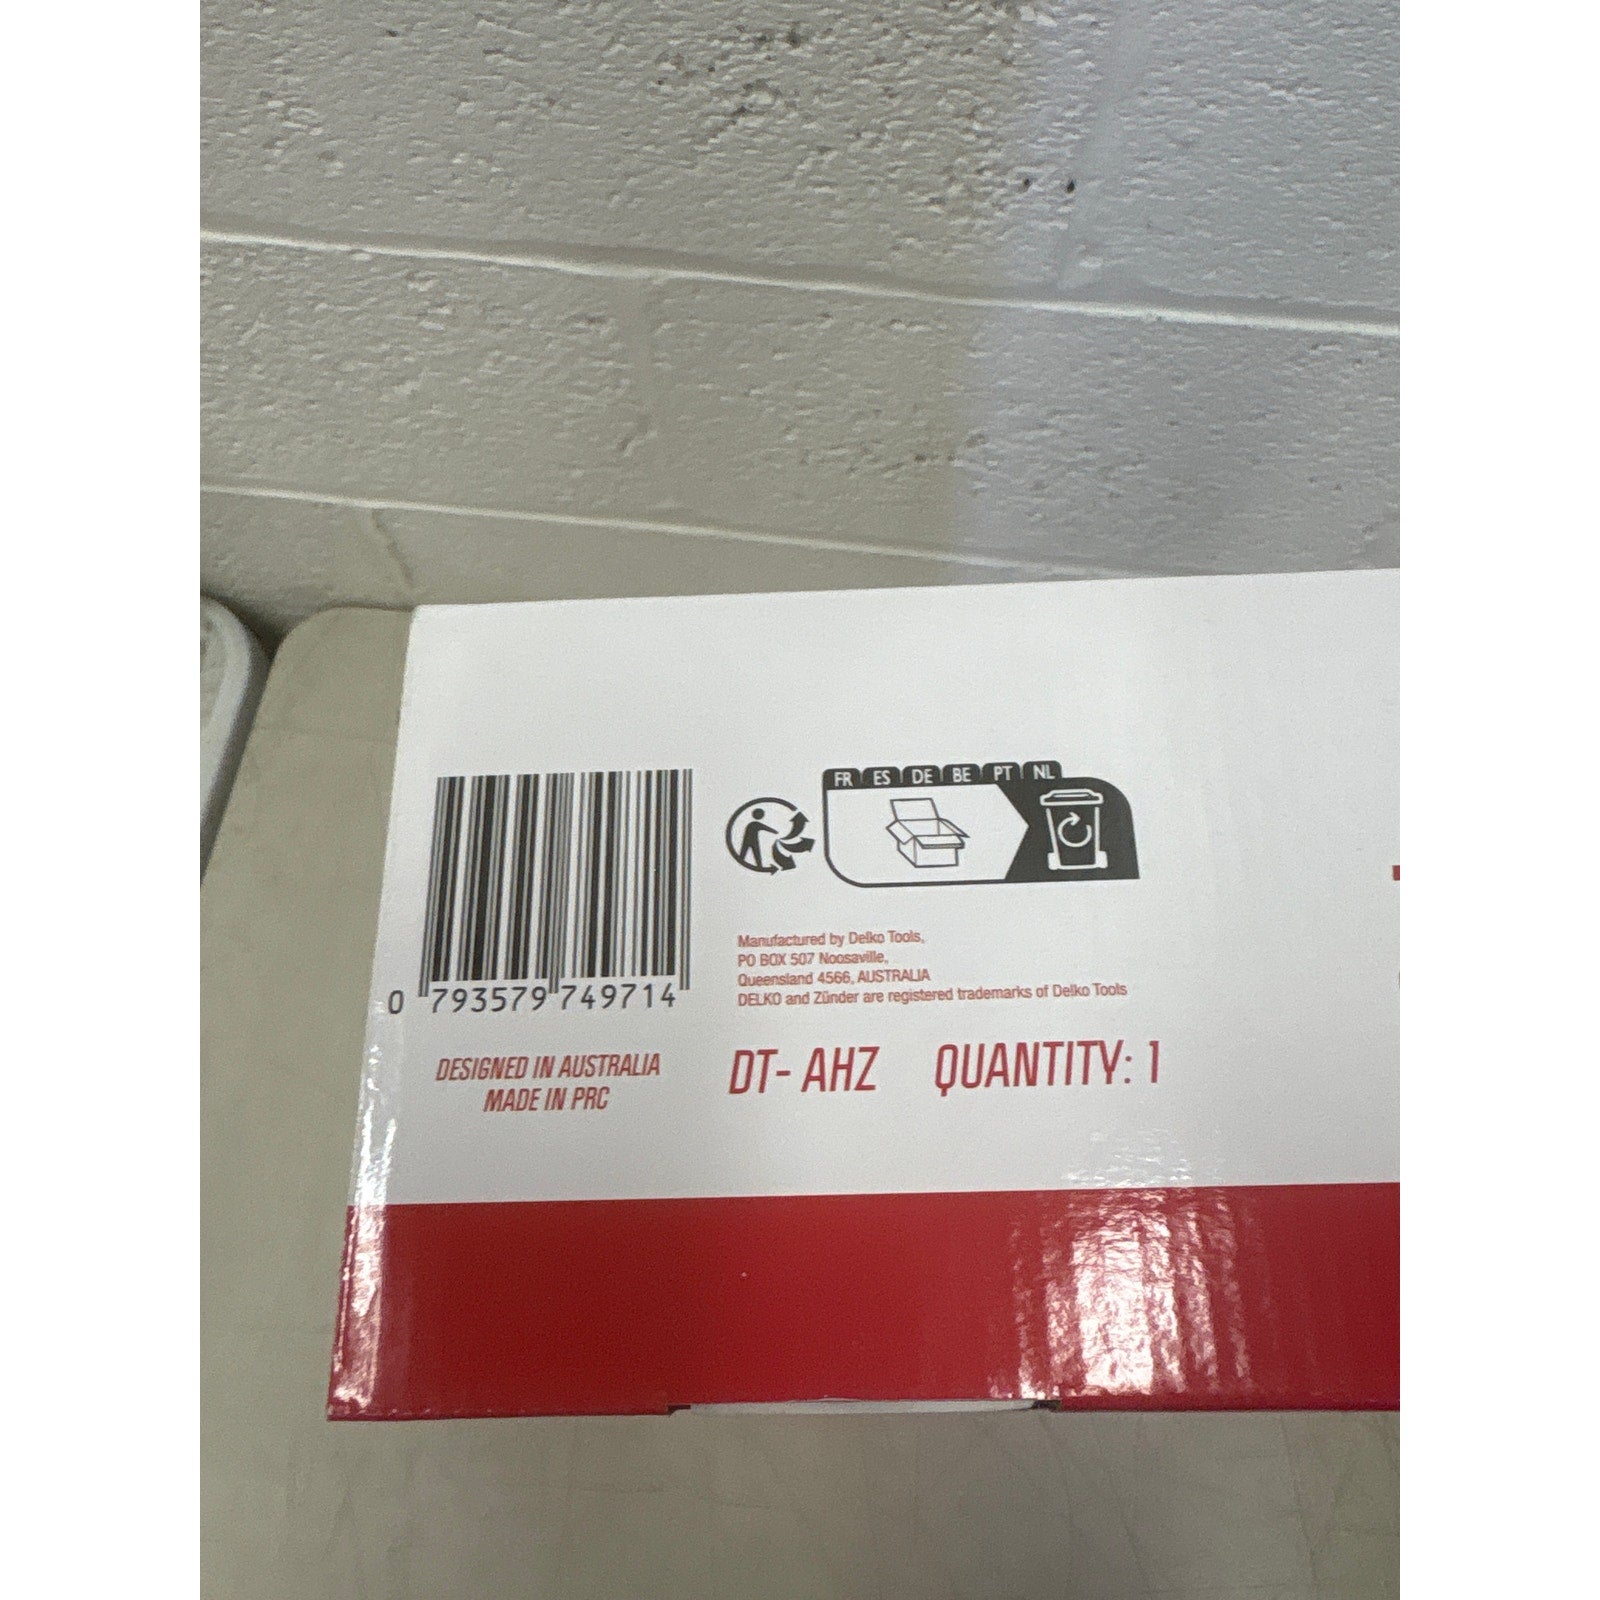 FR ES DE BE PT NL
Manufactured by Delko Tools,
PO BOX 507 Noosaville,
Queensland 4566, AUSTRALIA
DELKO and Zünder are registered trademarks of Delko Tools
0 793579 749714
DESIGNED IN AUSTRALIA
MADE IN PRC
DT- AHZ QUANTITY: 1